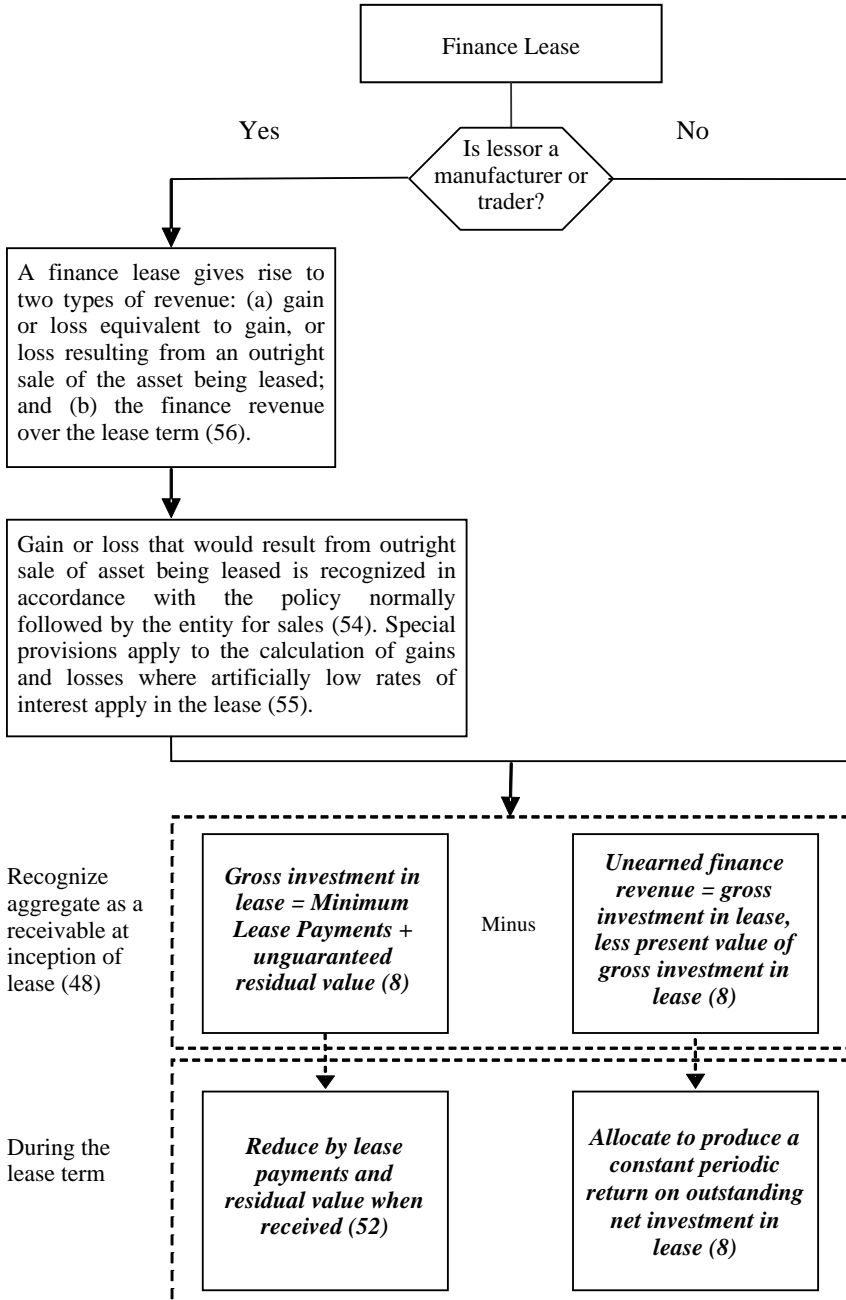 Finance Lease
Yes
No
Is lessor a
manufacturer or
trader?
A finance lease gives rise to
two types of revenue: (a) gain
or loss equivalent to gain, or
loss resulting from an outright
sale of the asset being leased;
and (b) the finance revenue
over the lease term (56).
Gain or loss that would result from outright
sale of asset being leased is recognized in
accordance with the policy normally
followed by the entity for sales (54). Special
provisions apply to the calculation of gains
and losses where artificially low rates of
interest apply in the lease (55).
Recognize
aggregate as a
receivable at
inception of
lease (48)
Gross investment in
lease = Minimum
Lease Payments +
unguaranteed
residual value (8)
Minus
Unearned finance
revenue = gross
investment in lease,
less present value of
gross investment in
lease (8)
During the
lease term
Reduce by lease
payments and
residual value when
received (52)
Allocate to produce a
constant periodic
return on outstanding
net investment in
lease (8)